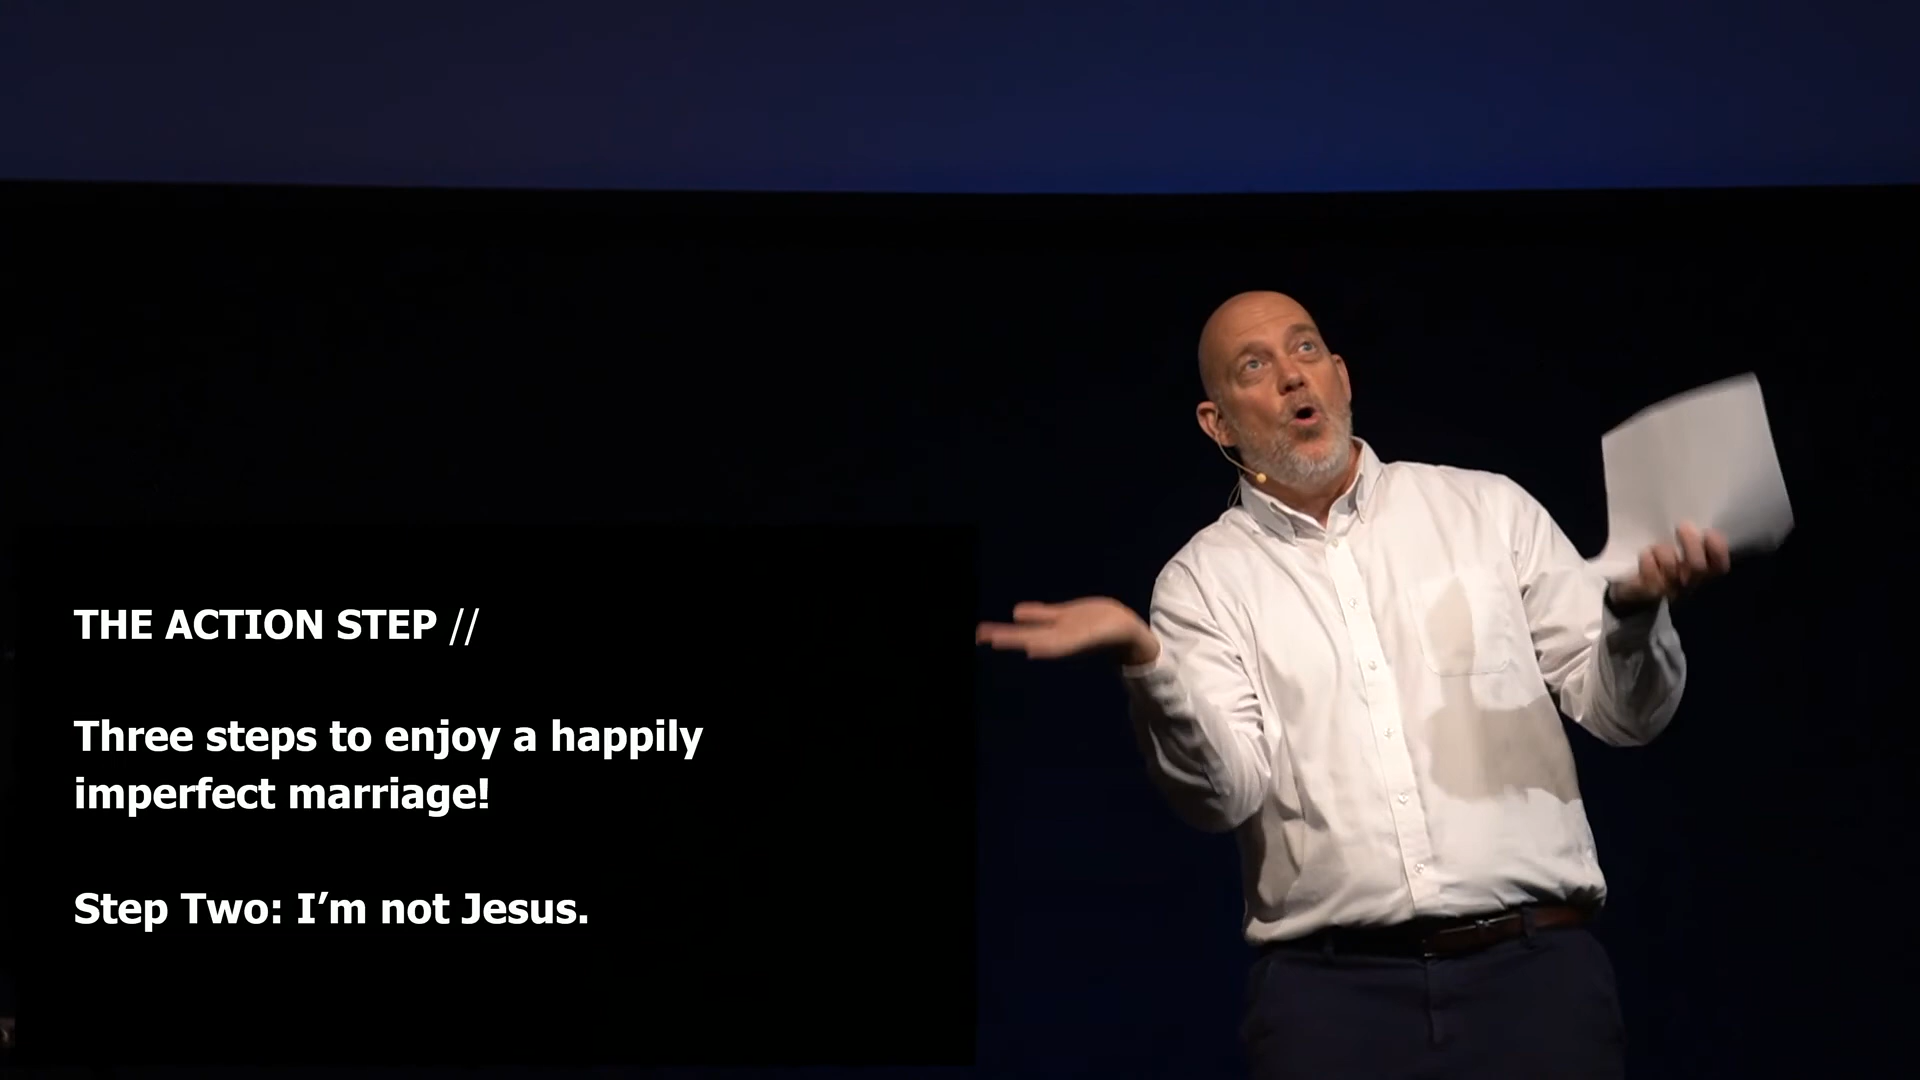 THE ACTION STEP //
Three steps to enjoy a happily
imperfect marriage!
Step Two: I’m not Jesus.